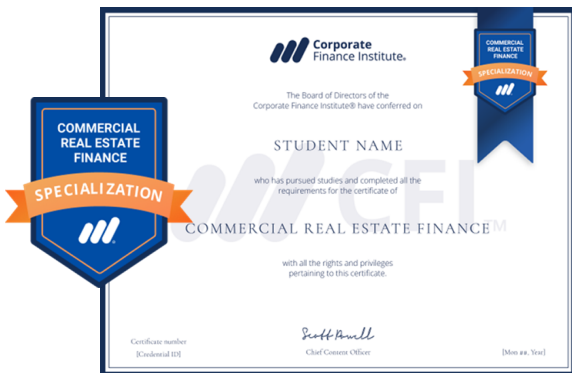 Corporate
Finance Institute®
COMMERCIAL
REAL ESTATE
FINANCE
SPECIALIZATION
The Board of Directors of the
Corporate Finance Institute® have conferred on
STUDENT NAME
who has pursued studies and completed all the
requirements for the certificate of
CFI™
COMMERCIAL REAL ESTATE FINANCE
with all the rights and privileges
pertaining to this certificate.
COMMERCIAL
REAL ESTATE
FINANCE
SPECIALIZATION
®
Scott Powell
Certificate number
[Credential ID]
Chief Content Officer
[Mon ##, Year]